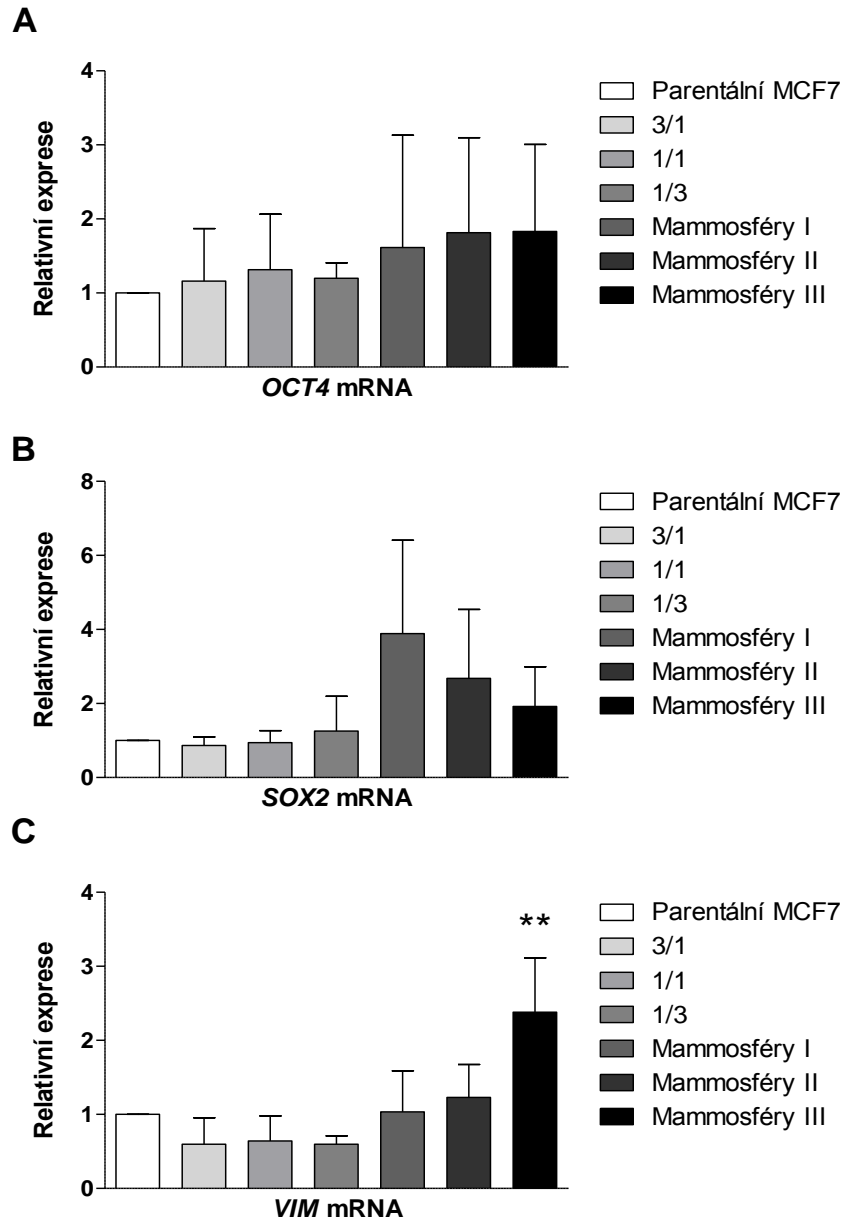 A
Relativní exprese
4
3
2
1
0
OCT4 mRNA
Parentální MCF7
3/1
1/1
1/3
Mammosféry I
Mammosféry II
Mammosféry III
B
Relativní exprese
8
6
4
2
0
SOX2 mRNA
Parentální MCF7
3/1
1/1
1/3
Mammosféry I
Mammosféry II
Mammosféry III
C
Relativní exprese
4
3
2
1
0
**
VIM mRNA
Parentální MCF7
3/1
1/1
1/3
Mammosféry I
Mammosféry II
Mammosféry III